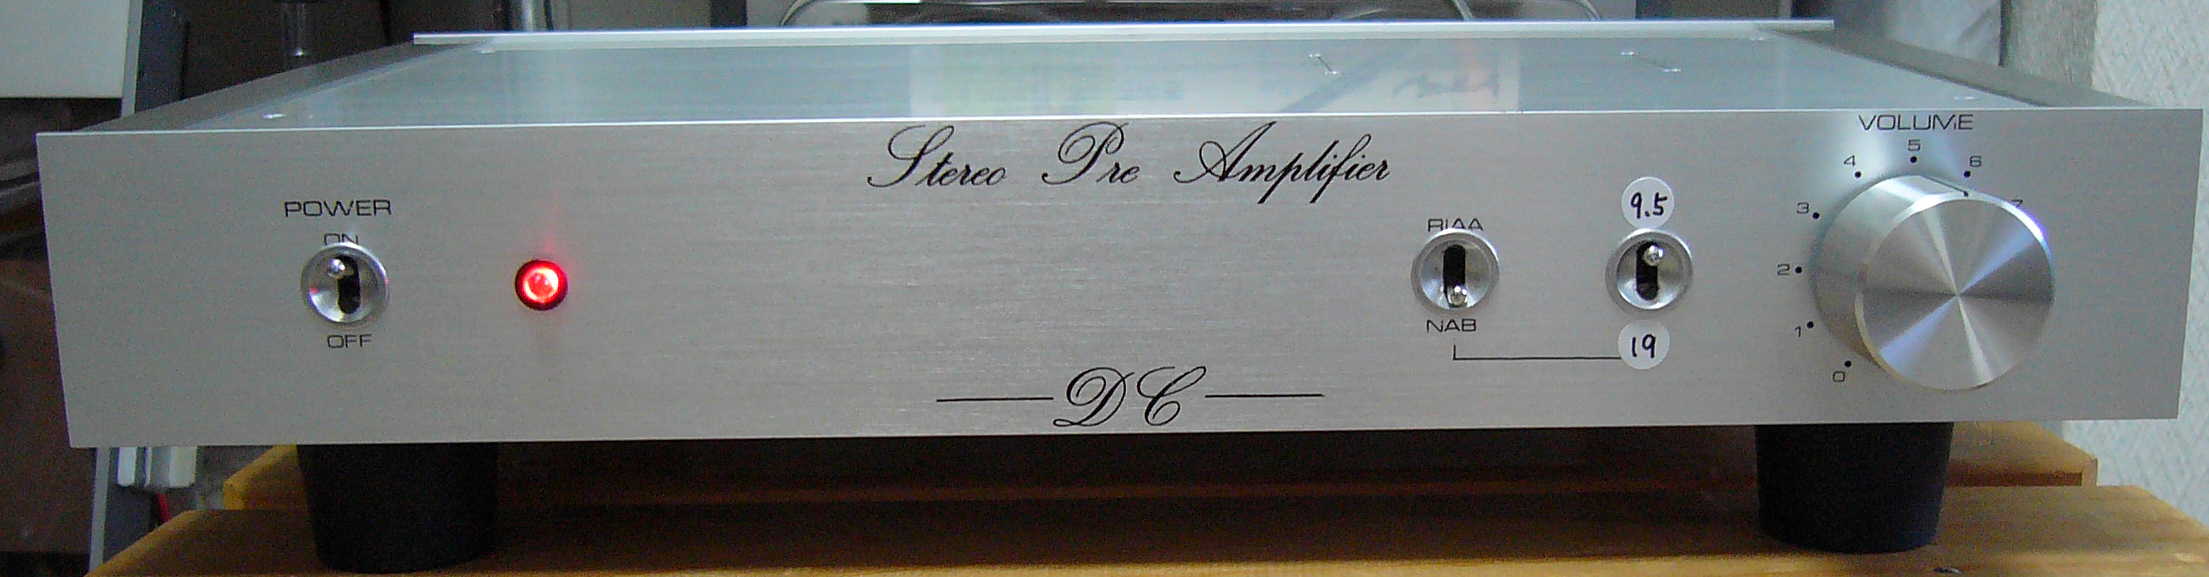 Stereo Pre Amplifier
POWER
ON
OFF
RIAA
NAB
9.5
19
VOLUME
0
1
2
3
4
5
6
7
DC